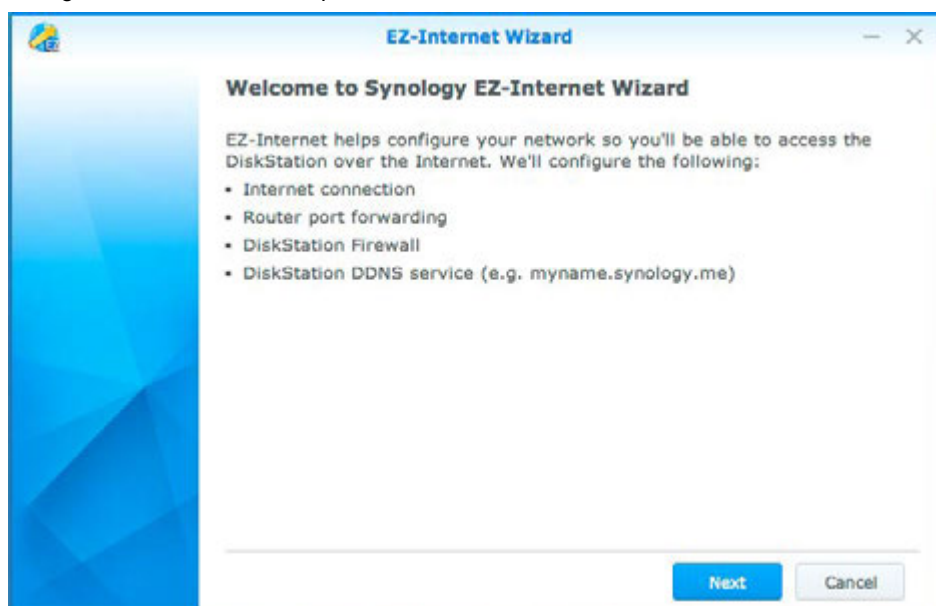 EZ-Internet Wizard
Welcome to Synology EZ-Internet Wizard
EZ-Internet helps configure your network so you'll be able to access the
DiskStation over the Internet. We'll configure the following:
• Internet connection
• Router port forwarding
• DiskStation Firewall
• DiskStation DDNS service (e.g. myname.synology.me)
Next Cancel